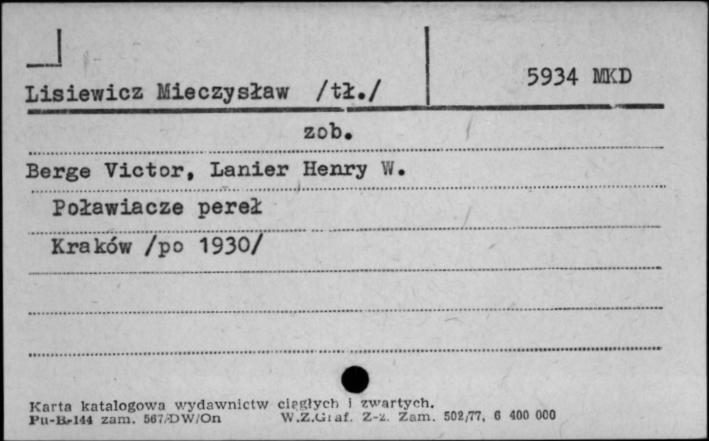 Lisiewicz Mieczysław /tł./ 5934 MKD
zob.
Berge Victor, Lanier Henry W.
Poławiacze pereł
Kraków /po 1930/
Karta katalogowa wydawnictw ciągłych i zwartych.
Pu-B-144 zam. 567/DW/On W.Z.Graf. Z-z. Zam. 502/77, 6 400 000